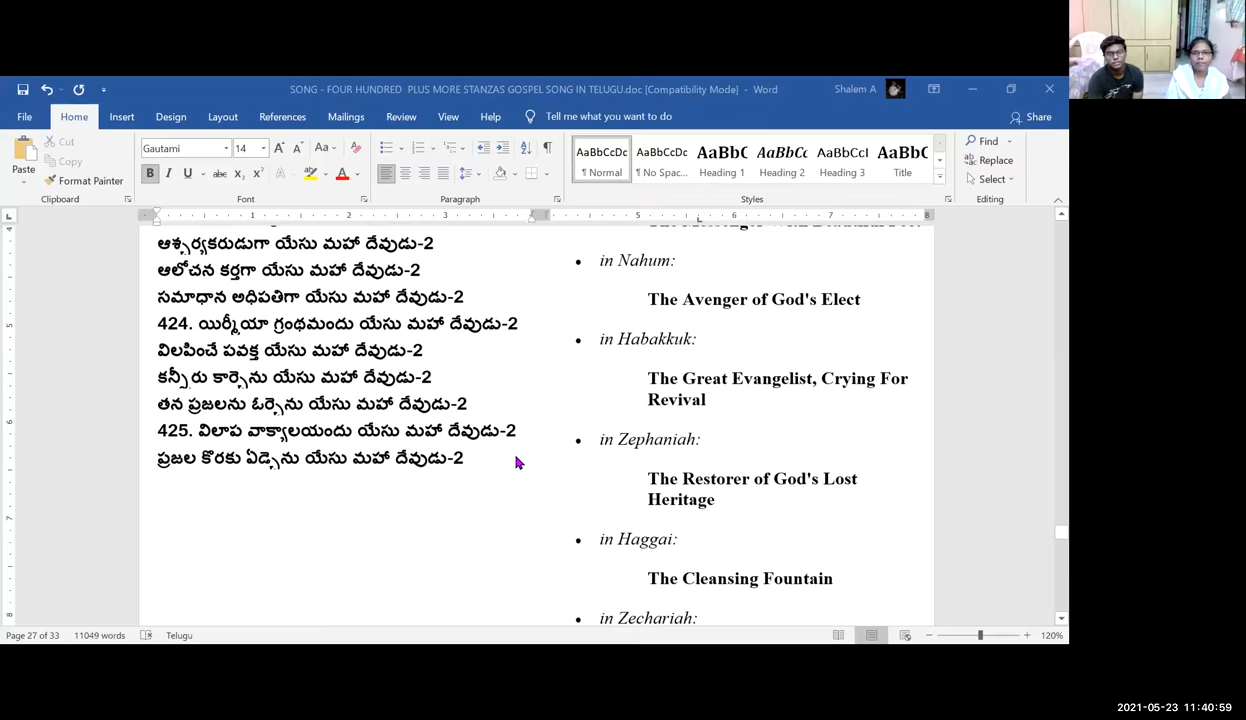 SONG - FOUR HUNDRED PLUS MORE STANZAS GOSPEL SONG IN TELUGU.doc [Compatibility Mode] - Word
Shalem A
File Home Insert Design Layout References Mailings Review View Help Tell me what you want to do
Share
Paste
Cut
Copy
Format Painter
Clipboard
Gautami 14
Font
Paragraph
AaBbCcDc AaBbCcDc AaBbC AaBbCc AaBbCcI AaBbC
¶ Normal ¶ No Spac... Heading 1 Heading 2 Heading 3 Title
Styles
Find
Replace
Select
Editing
ఆశ్చర్యకరుడుగా యేసు మహా దేవుడు-2
ఆలోచన కర్తగా యేసు మహా దేవుడు-2
సమాధాన అధిపతిగా యేసు మహా దేవుడు-2
424. యిర్మీయా గ్రంథమందు యేసు మహా దేవుడు-2
విలపించే పవక్త యేసు మహా దేవుడు-2
కన్నీరు కార్చెను యేసు మహా దేవుడు-2
తన ప్రజలను ఓర్చెను యేసు మహా దేవుడు-2
425. విలాప వాక్యాలయందు యేసు మహా దేవుడు-2
ప్రజల కొరకు ఏడ్చెను యేసు మహా దేవుడు-2
in Nahum:
The Avenger of God's Elect
in Habakkuk:
The Great Evangelist, Crying For
Revival
in Zephaniah:
The Restorer of God's Lost
Heritage
in Haggai:
The Cleansing Fountain
in Zechariah:
Page 27 of 33 11049 words Telugu 120%
2021-05-23 11:40:59